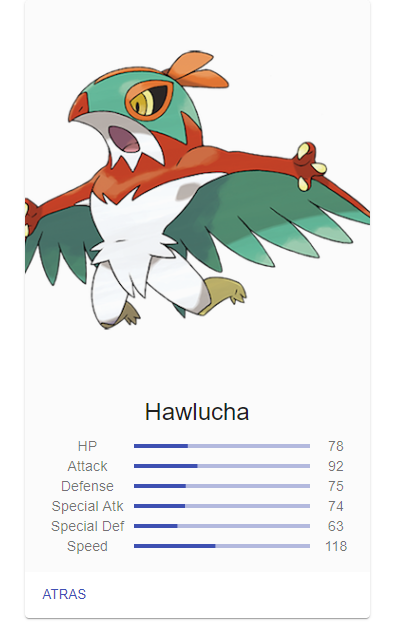 Hawlucha
HP 78
Attack 92
Defense 75
Special Atk 74
Special Def 63
Speed 118
ATRAS